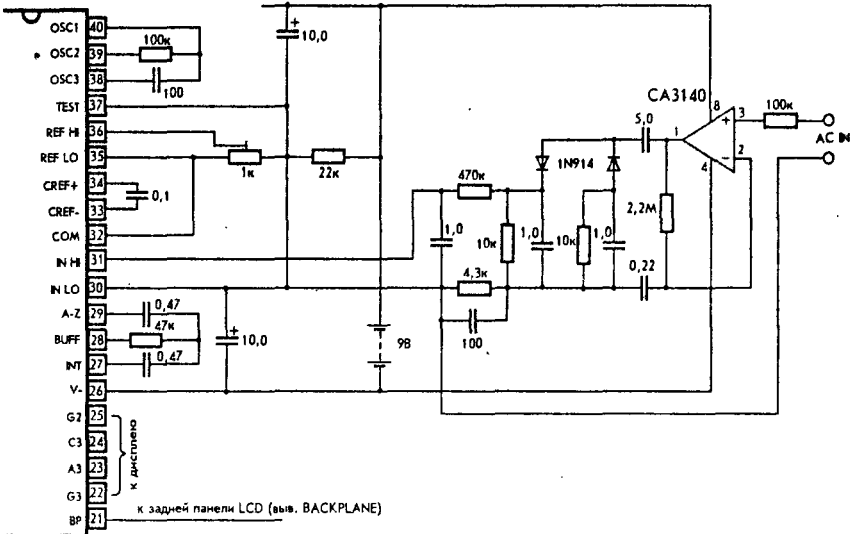 OSC1 40
OSC2 39
OSC3 38
TEST 37
REF HI 36
REF LO 35
CREF+ 34
CREF- 33
COM 32
IN HI 31
IN LO 30
A-Z 29
BUFF 28
INT 27
V- 26
G2 25
C3 24
A3 23
G3 22
BP 21
100к
100
0,1
1к
22к
+
10,0
0,47
47к
0,47
+
10,0
9В
470к
1,0
10к
4,3к
100
1N914
1,0
10к
1,0
5,0
2,2М
0,22
CA3140
8
3
+
1
-
2
4
100к
AC IN
к дисплею
к задней панели LCD (выв. BACKPLANE)